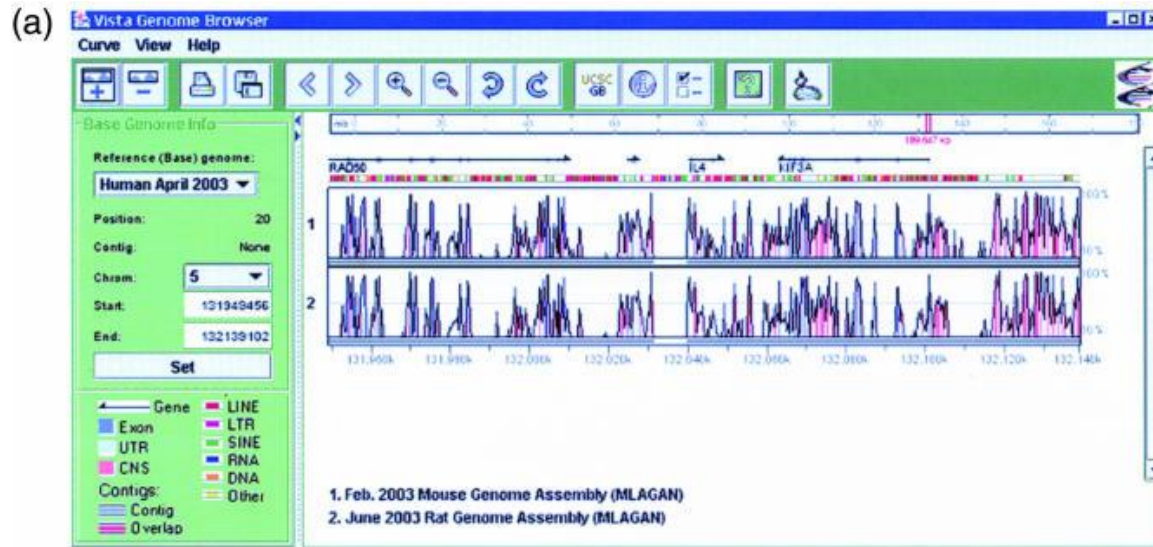 (a)
Vista Genome Browser
Curve View Help
UCSC
GB
Base Genome Info
Reference (Base) genome:
Human April 2003
Position: 20
Contig: None
Chrom: 5
Start: 131949456
End: 132139102
Set
Gene
Exon
UTR
CNS
Contigs:
Contig
Overlap
LINE
LTR
SINE
RNA
DNA
Other
189.647 kp
RAD50 IL4 KIF3A
1
2
131.960k 131.980k 132.000k 132.020k 132.040k 132.060k 132.080k 132.100k 132.120k 132.140k
1. Feb. 2003 Mouse Genome Assembly (MLAGAN)
2. June 2003 Rat Genome Assembly (MLAGAN)